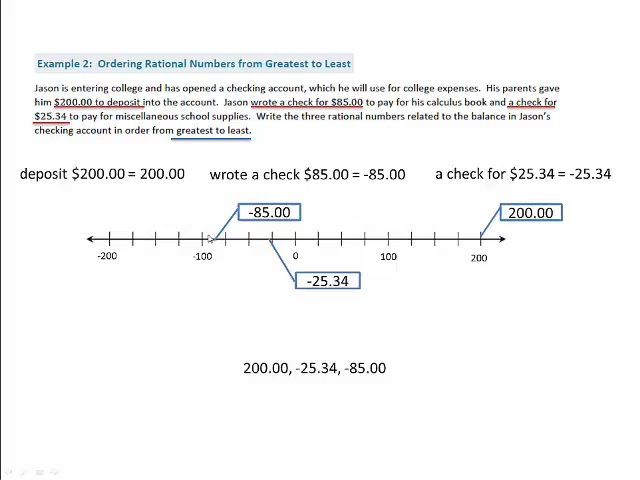 Example 2: Ordering Rational Numbers from Greatest to Least
Jason is entering college and has opened a checking account, which he will use for college expenses. His parents gave
him $200.00 to deposit into the account. Jason wrote a check for $85.00 to pay for his calculus book and a check for
$25.34 to pay for miscellaneous school supplies. Write the three rational numbers related to the balance in Jason's
checking account in order from greatest to least.
deposit $200.00 = 200.00 wrote a check $85.00 = -85.00 a check for $25.34 = -25.34
-85.00 200.00
-200 -100 0 100 200
-25.34
200.00, -25.34, -85.00